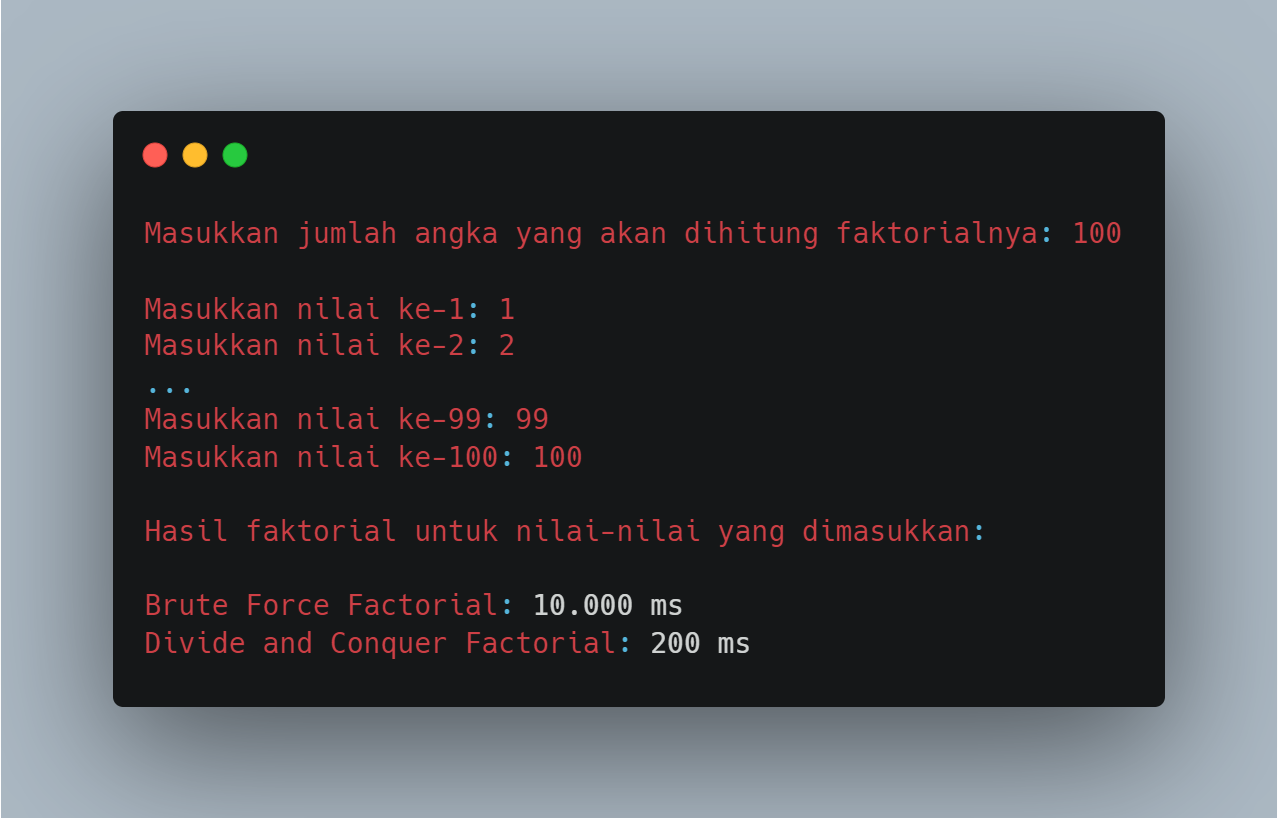 Masukkan jumlah angka yang akan dihitung faktorialnya: 100
Masukkan nilai ke-1: 1
Masukkan nilai ke-2: 2
...
Masukkan nilai ke-99: 99
Masukkan nilai ke-100: 100
Hasil faktorial untuk nilai-nilai yang dimasukkan:
Brute Force Factorial: 10.000 ms
Divide and Conquer Factorial: 200 ms